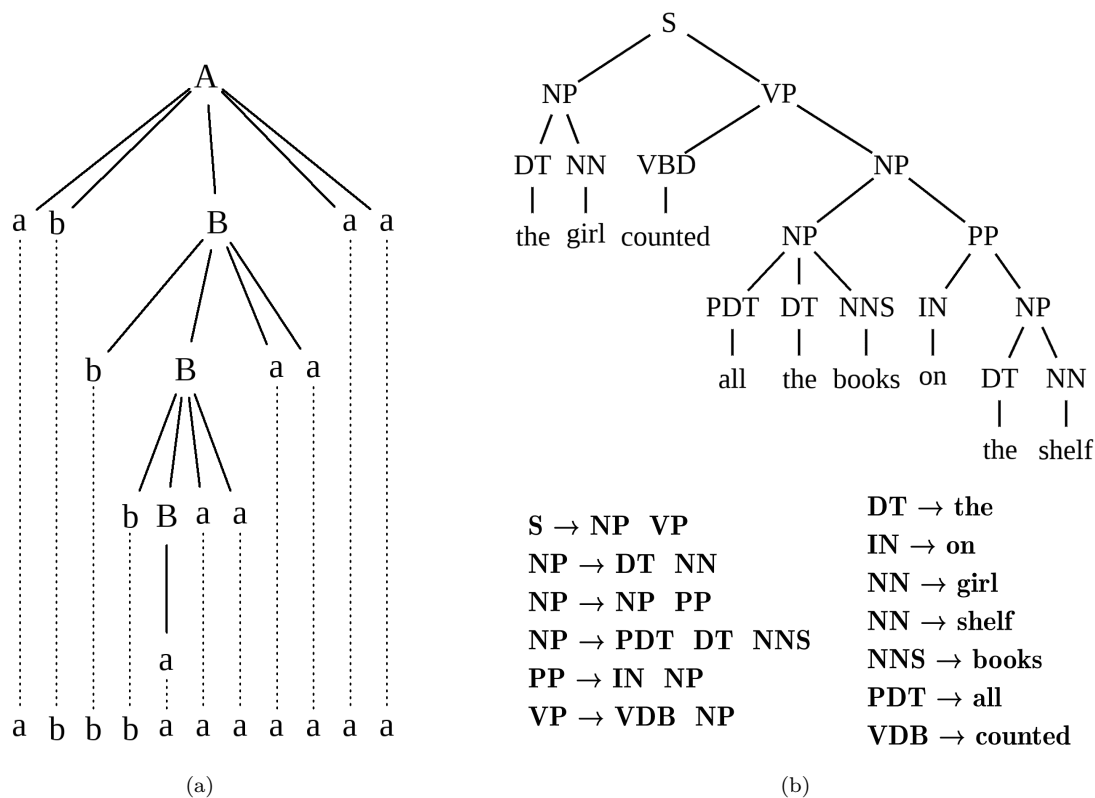 A
a b B a a
b B a a
b B a a
a
a b b b a a a a a a a
(a)
S
NP VP
DT NN VBD NP
the girl counted NP PP
PDT DT NNS IN NP
all the books on DT NN
the shelf
S → NP VP
NP → DT NN
NP → NP PP
NP → PDT DT NNS
PP → IN NP
VP → VDB NP
DT → the
IN → on
NN → girl
NN → shelf
NNS → books
PDT → all
VDB → counted
(b)